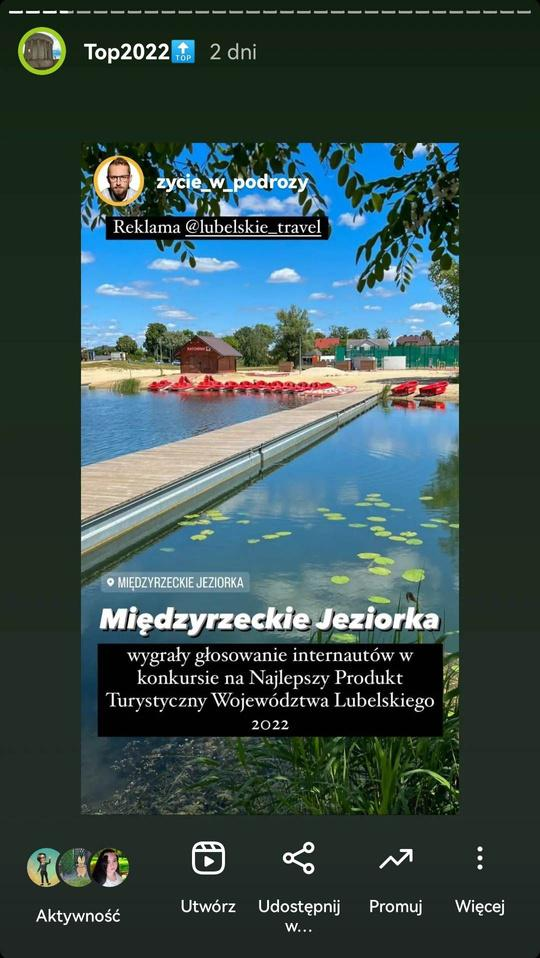 Top2022🔝 2 dni
zycie_w_podrozy
Reklama @lubelskie_travel
MIĘDZYRZECKIE JEZIORKA
Międzyrzeckie Jeziorka
wygrały głosowanie internautów w
konkursie na Najlepszy Produkt
Turystyczny Województwa Lubelskiego
2022
Aktywność
Utwórz
Udostępnij
w...
Promuj
Więcej